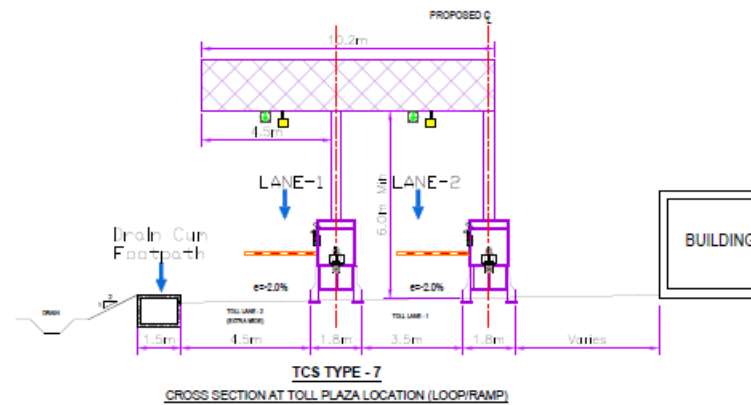 PROPOSED ℄
10.2m
4.5m
LANE-1
LANE-2
6.0m Min
Drain Cum
Footpath
BUILDING
e=-2.0%
e=-2.0%
DRAIN
TOLL LANE - 2
(EXTRA WIDE)
TOLL LANE - 1
1.5m
4.5m
1.8m
3.5m
1.8m
Varies
TCS TYPE - 7
CROSS SECTION AT TOLL PLAZA LOCATION (LOOP/RAMP)